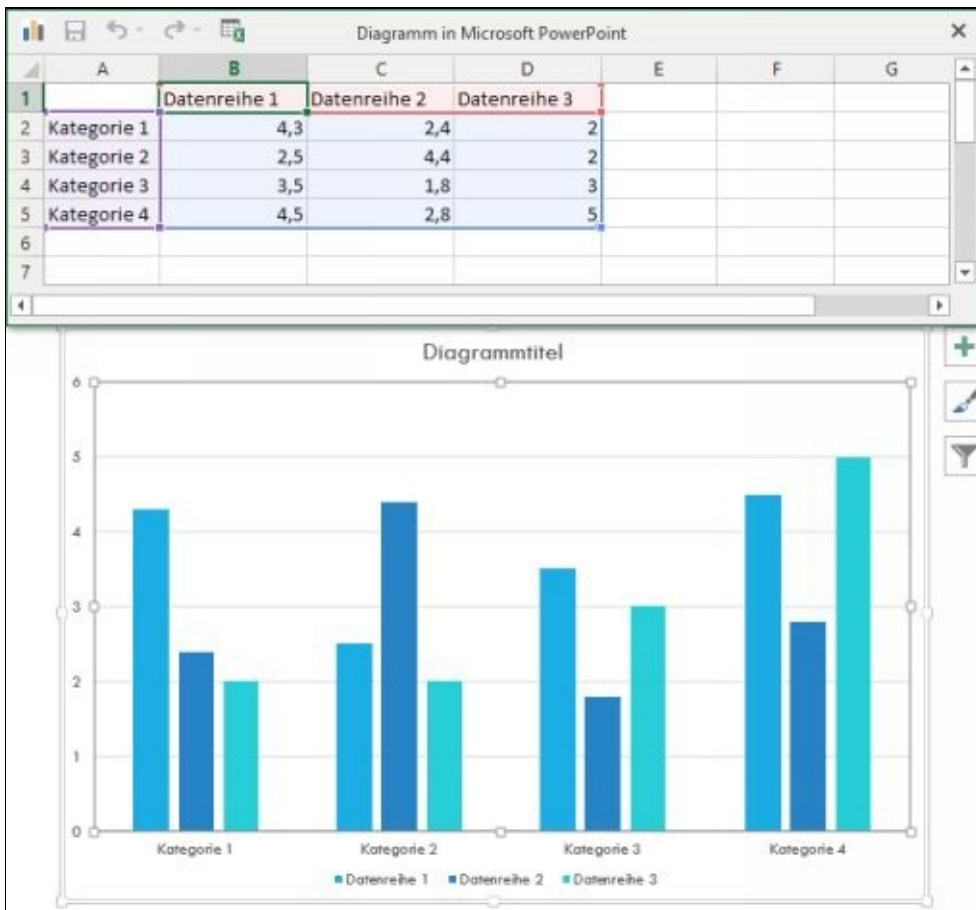 Diagramm in Microsoft PowerPoint
A B C D E F G
1 Datenreihe 1 Datenreihe 2 Datenreihe 3
2 Kategorie 1 4,3 2,4 2
3 Kategorie 2 2,5 4,4 2
4 Kategorie 3 3,5 1,8 3
5 Kategorie 4 4,5 2,8 5
6
7
Diagrammtitel
6
5
4
3
2
1
0
Kategorie 1 Kategorie 2 Kategorie 3 Kategorie 4
Datenreihe 1 Datenreihe 2 Datenreihe 3